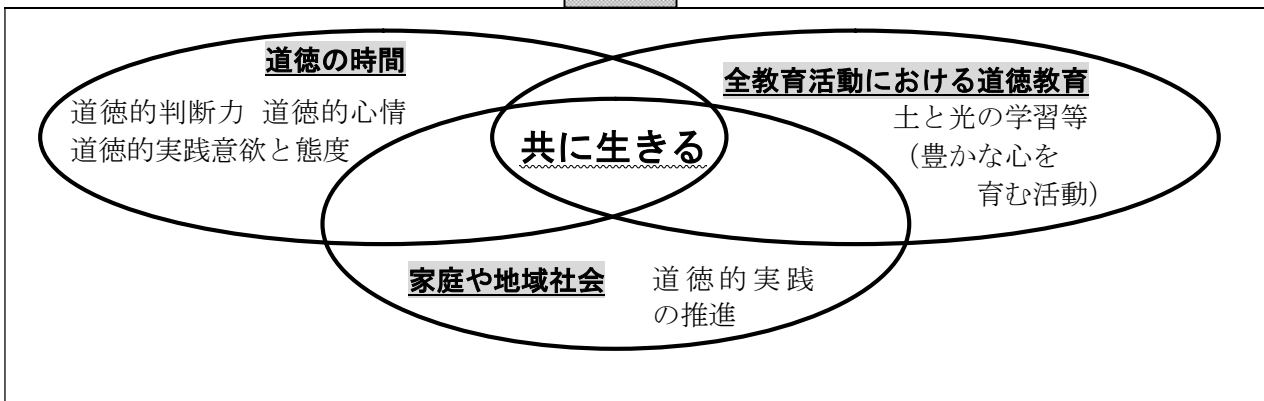 道徳の時間
道徳的判断力 道徳的心情
道徳的実践意欲と態度
全教育活動における道徳教育
土と光の学習等
(豊かな心を
育む活動)
共に生きる
家庭や地域社会
道徳的実践
の推進